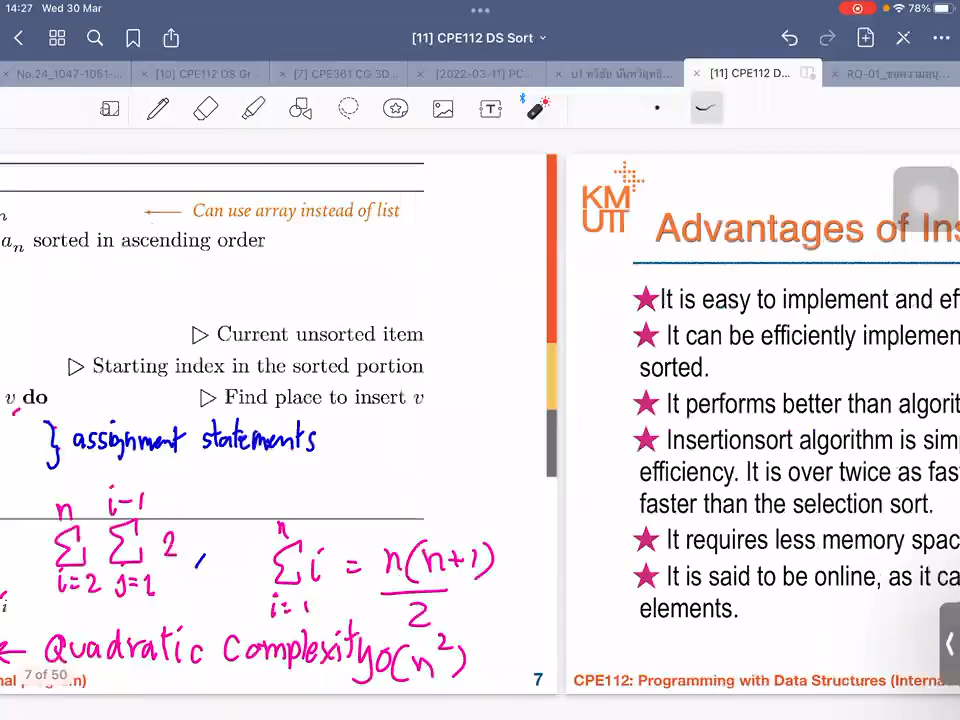 14:27 Wed 30 Mar
78%
[11] CPE112 DS Sort
No.24_1047-1051-...
[10] CPE112 DS Gr...
[7] CPE361 CG 3D...
[2022-03-11] PC...
[11] CPE112 D...
T
n
Can use array instead of list
aₙ sorted in ascending order
▷ Current unsorted item
▷ Starting index in the sorted portion
v do
▷ Find place to insert v
} assignment statements
n i-1
Σ Σ 2 , Σ i = n(n+1)
i=2 j=1 i=1 2
i
← Quadratic Complexity O(n²)
7 of 50
7
KM
UTT
Advantages of Ins
★It is easy to implement and eff
★ It can be efficiently implemen
sorted.
★ It performs better than algorit
★ Insertionsort algorithm is simp
efficiency. It is over twice as fas
faster than the selection sort.
★ It requires less memory spac
★ It is said to be online, as it ca
elements.
CPE112: Programming with Data Structures (Interna